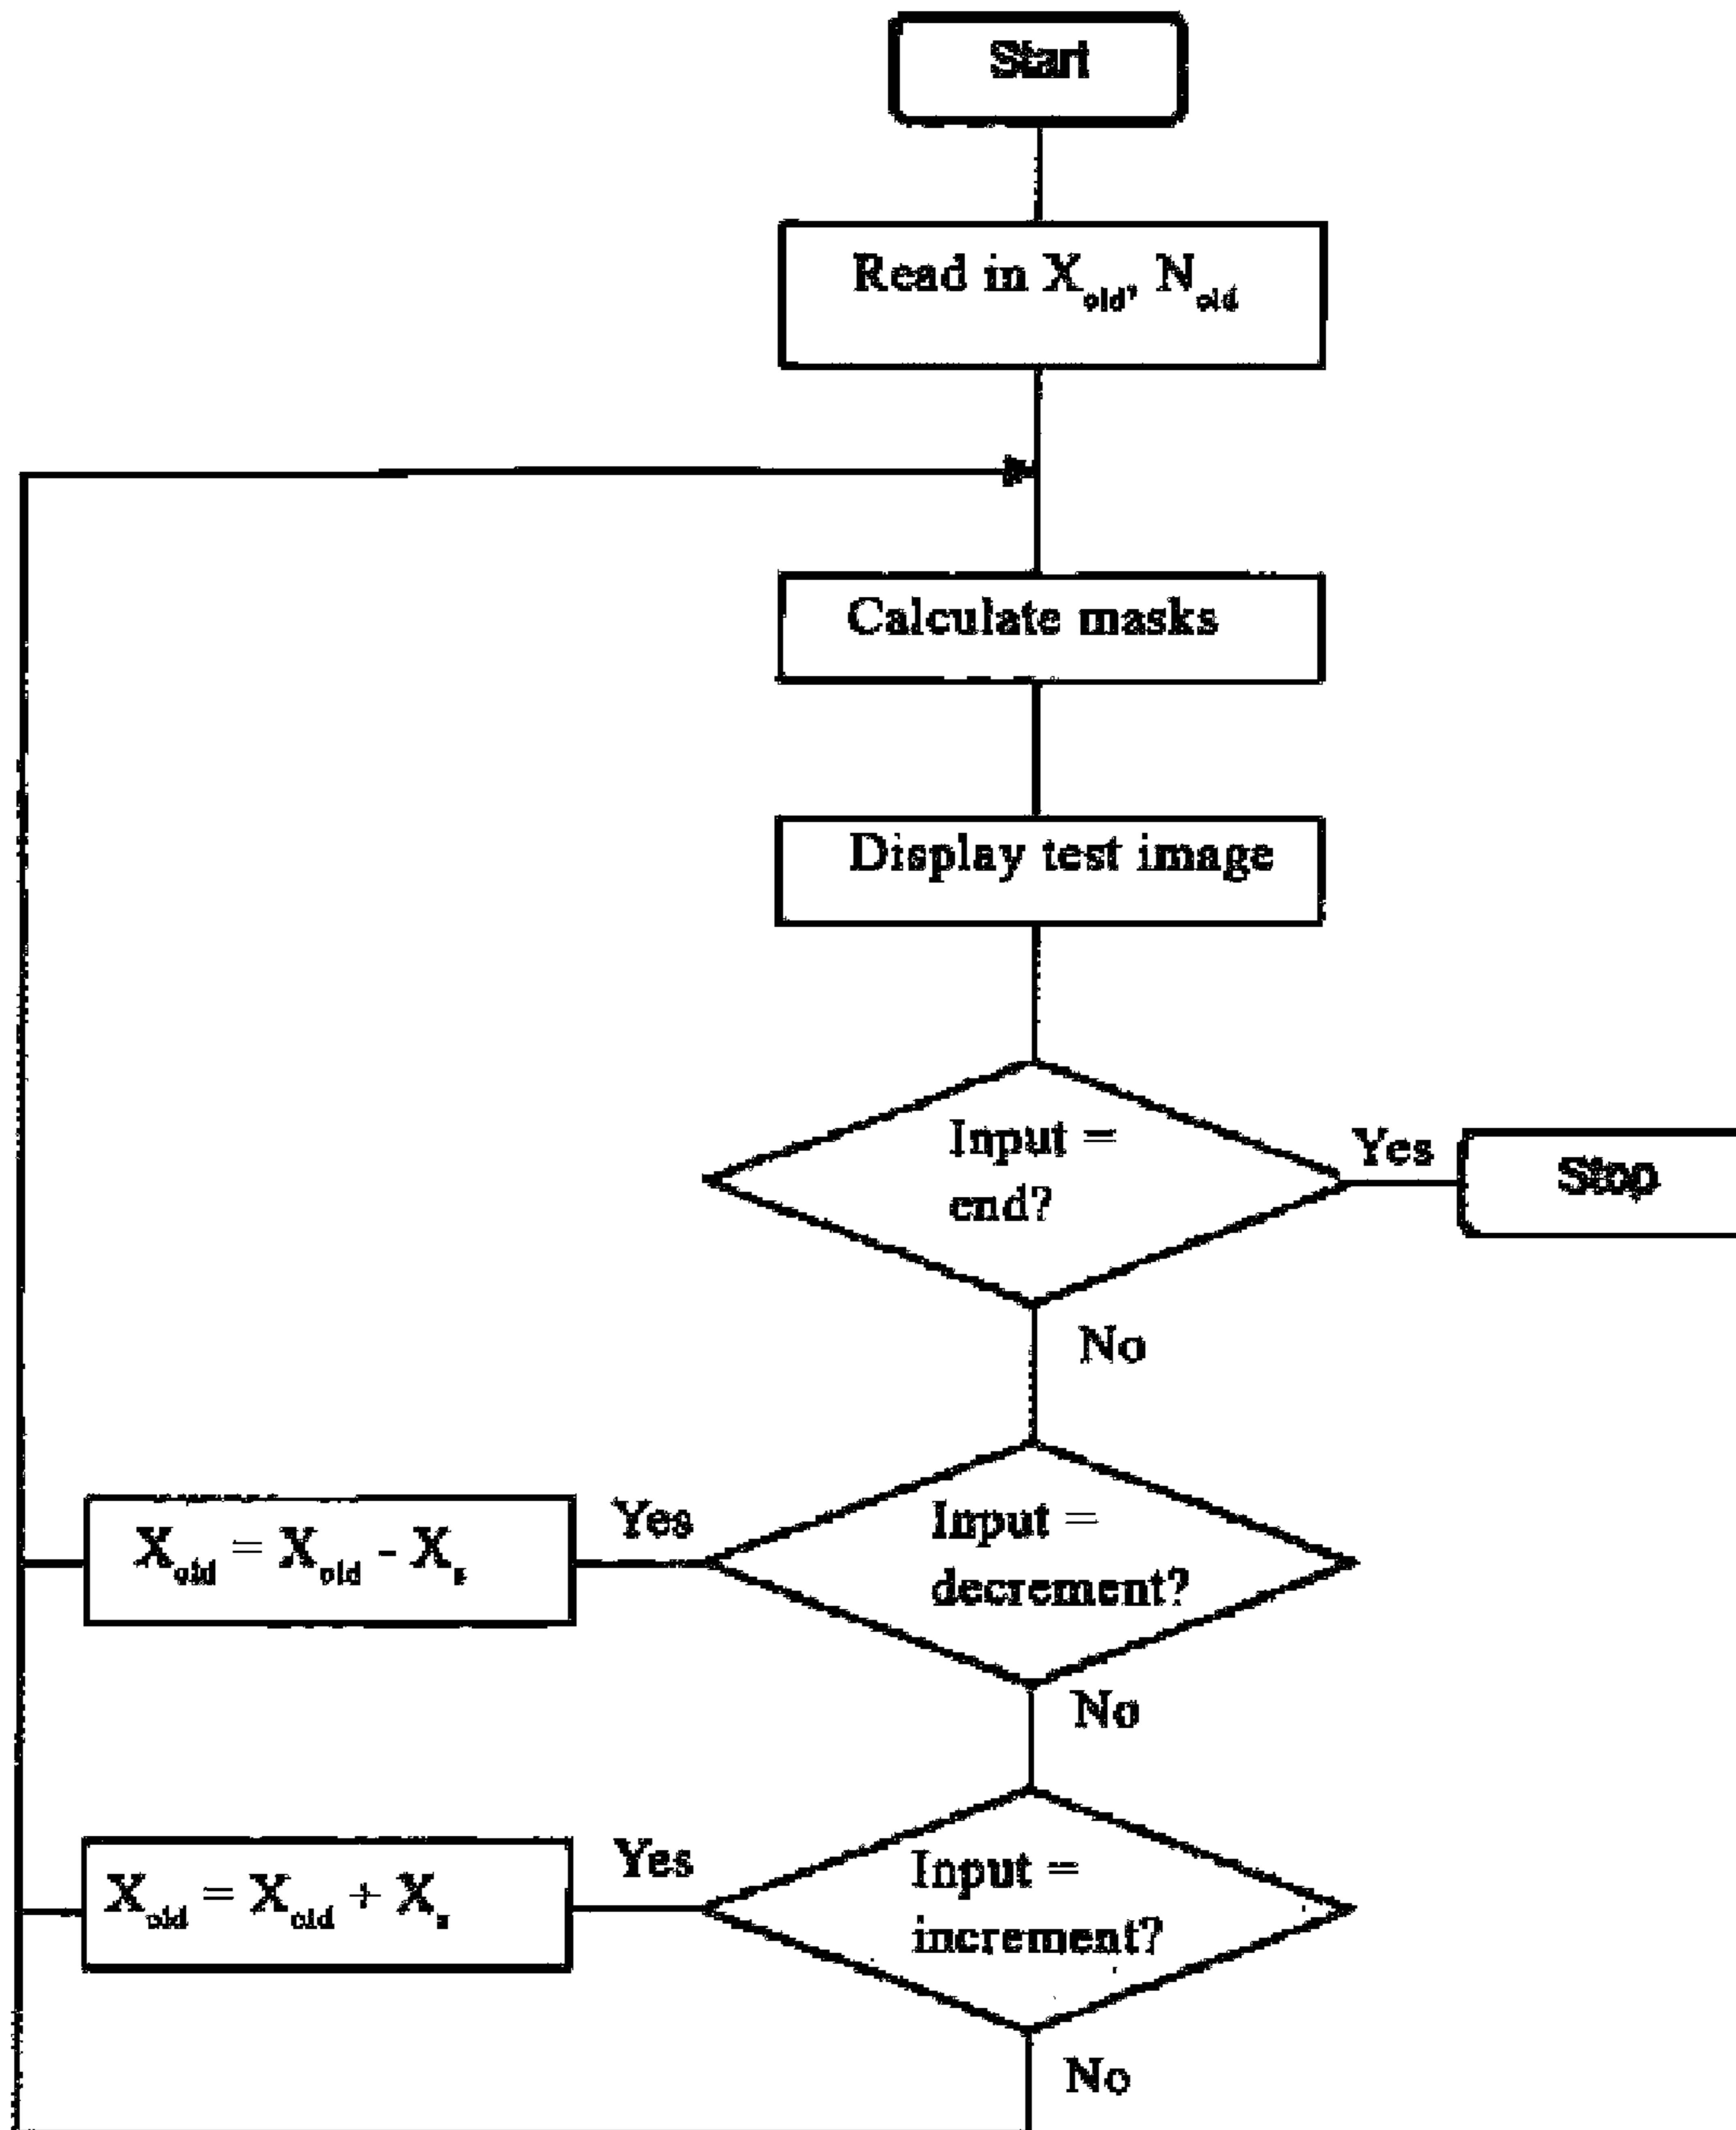 Start
Read in X_old, N_old
Calculate masks
Display test image
Input =
end?
Yes
Stop
No
Input =
decrement?
Yes
X_old = X_old - X_s
No
Input =
increment?
Yes
X_old = X_old + X_s
No